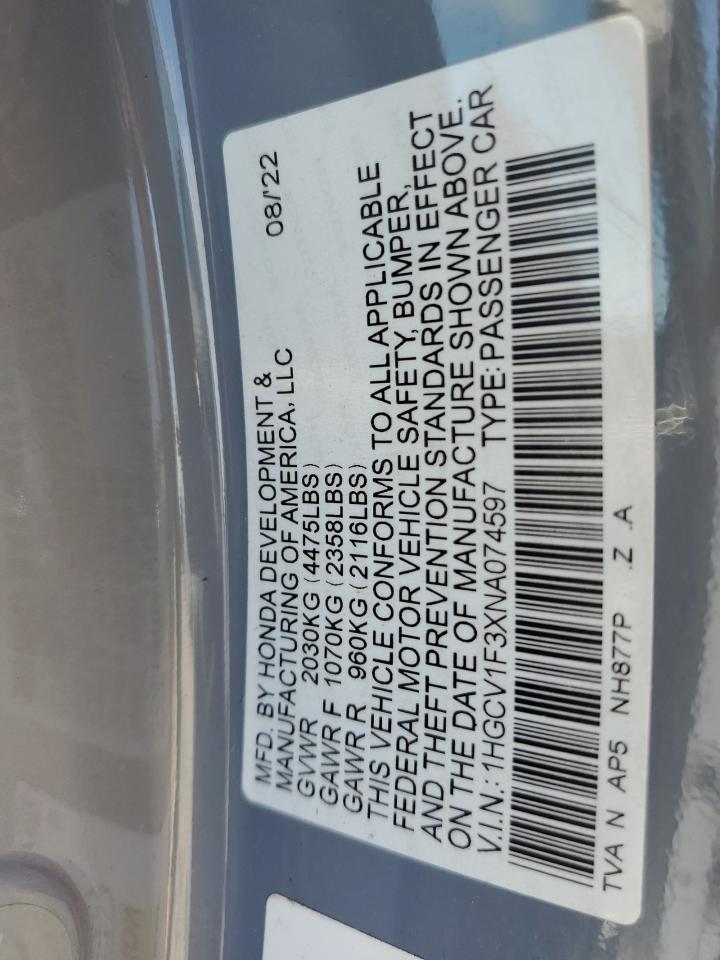 MFD. BY HONDA DEVELOPMENT &
MANUFACTURING OF AMERICA, LLC 08/'22
GVWR 2030KG (4475LBS)
GAWR F 1070KG (2358LBS)
GAWR R 960KG (2116LBS)
THIS VEHICLE CONFORMS TO ALL APPLICABLE
FEDERAL MOTOR VEHICLE SAFETY, BUMPER,
AND THEFT PREVENTION STANDARDS IN EFFECT
ON THE DATE OF MANUFACTURE SHOWN ABOVE.
V.I.N.: 1HGCV1F3XNA074597 TYPE: PASSENGER CAR
TVA N AP5 NH877P .Z .A